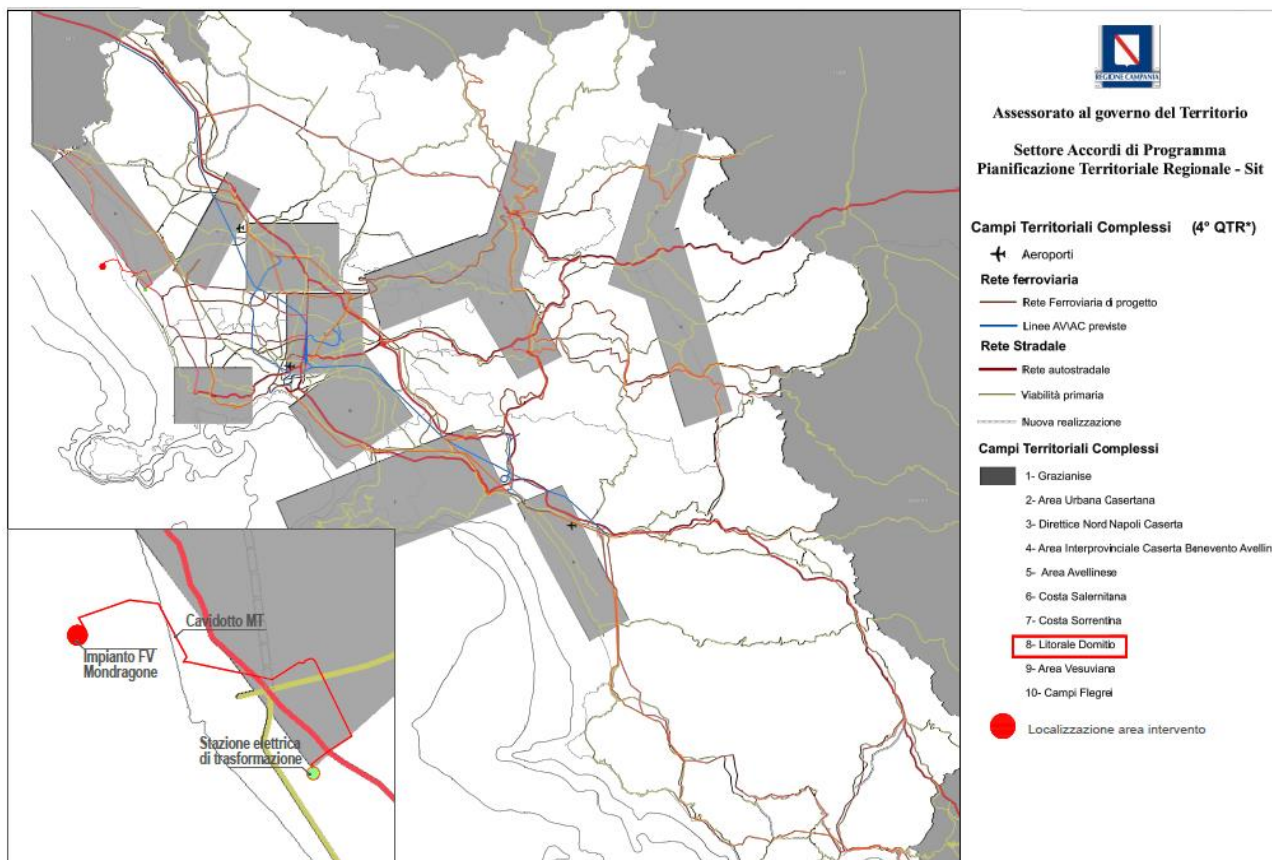 REGIONE CAMPANIA
Assessorato al governo del Territorio
Settore Accordi di Programma
Pianificazione Territoriale Regionale - Sit
Campi Territoriali Complessi (4° QTR*)
Aeroporti
Rete ferroviaria
Rete Ferroviaria di progetto
Linee AV\AC previste
Rete Stradale
Rete autostradale
Viabilità primaria
Nuova realizzazione
Campi Territoriali Complessi
1- Grazianise
2- Area Urbana Casertana
3- Direttice Nord Napoli Caserta
4- Area Interprovinciale Caserta Benevento Avellin
5- Area Avellinese
6- Costa Salernitana
7- Costa Sorrentina
8- Litorale Domitio
9- Area Vesuviana
10- Campi Flegrei
Localizzazione area intervento
Cavidotto MT
Impianto FV
Mondragone
Stazione elettrica
di trasformazione